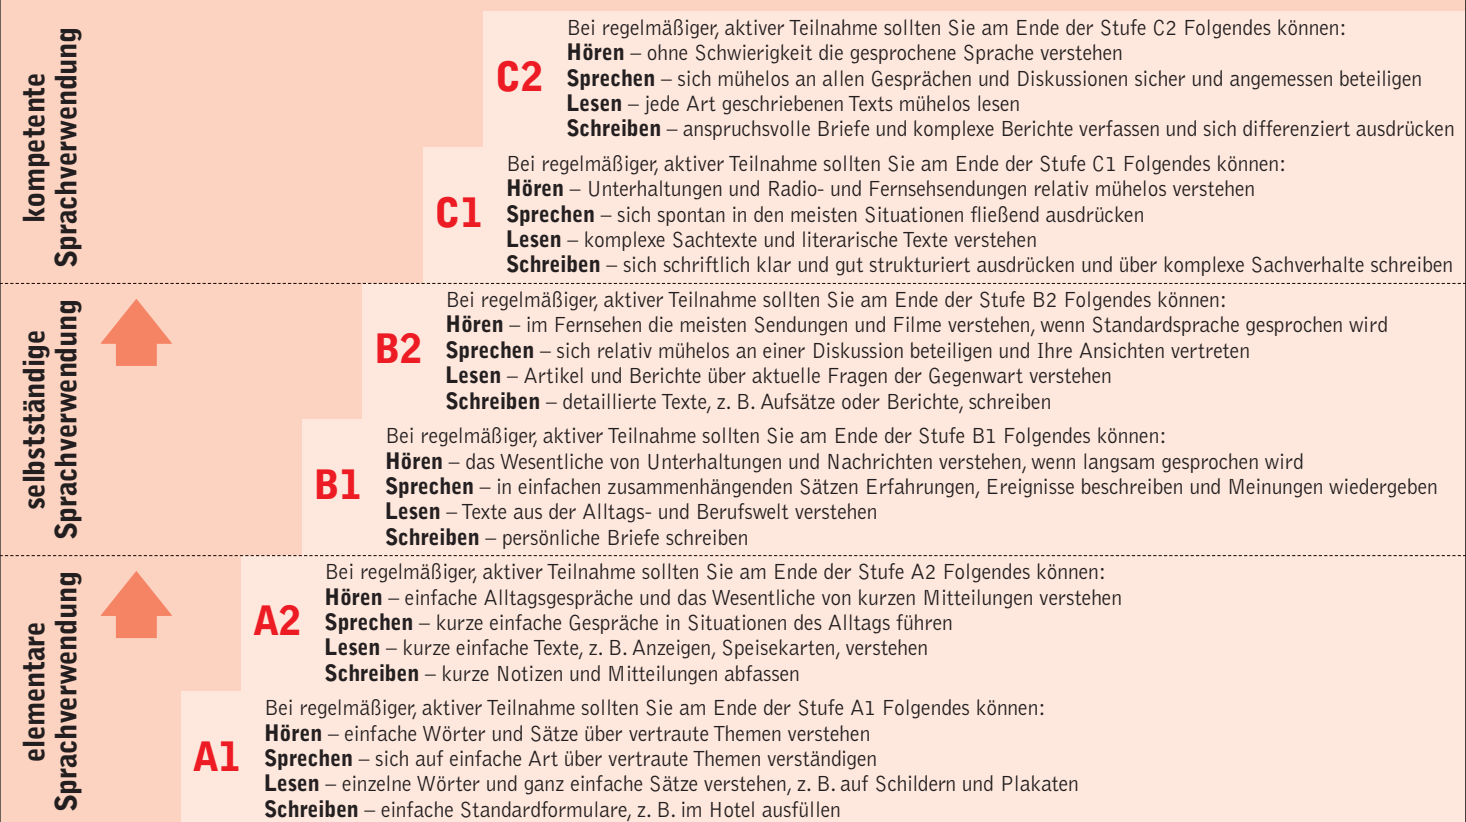 kompetente
Sprachverwendung
C2
Bei regelmäßiger, aktiver Teilnahme sollten Sie am Ende der Stufe C2 Folgendes können:
Hören – ohne Schwierigkeit die gesprochene Sprache verstehen
Sprechen – sich mühelos an allen Gesprächen und Diskussionen sicher und angemessen beteiligen
Lesen – jede Art geschriebenen Texts mühelos lesen
Schreiben – anspruchsvolle Briefe und komplexe Berichte verfassen und sich differenziert ausdrücken
C1
Bei regelmäßiger, aktiver Teilnahme sollten Sie am Ende der Stufe C1 Folgendes können:
Hören – Unterhaltungen und Radio- und Fernsehsendungen relativ mühelos verstehen
Sprechen – sich spontan in den meisten Situationen fließend ausdrücken
Lesen – komplexe Sachtexte und literarische Texte verstehen
Schreiben – sich schriftlich klar und gut strukturiert ausdrücken und über komplexe Sachverhalte schreiben
selbstständige
Sprachverwendung
B2
Bei regelmäßiger, aktiver Teilnahme sollten Sie am Ende der Stufe B2 Folgendes können:
Hören – im Fernsehen die meisten Sendungen und Filme verstehen, wenn Standardsprache gesprochen wird
Sprechen – sich relativ mühelos an einer Diskussion beteiligen und Ihre Ansichten vertreten
Lesen – Artikel und Berichte über aktuelle Fragen der Gegenwart verstehen
Schreiben – detaillierte Texte, z. B. Aufsätze oder Berichte, schreiben
B1
Bei regelmäßiger, aktiver Teilnahme sollten Sie am Ende der Stufe B1 Folgendes können:
Hören – das Wesentliche von Unterhaltungen und Nachrichten verstehen, wenn langsam gesprochen wird
Sprechen – in einfachen zusammenhängenden Sätzen Erfahrungen, Ereignisse beschreiben und Meinungen wiedergeben
Lesen – Texte aus der Alltags- und Berufswelt verstehen
Schreiben – persönliche Briefe schreiben
elementare
Sprachverwendung
A2
Bei regelmäßiger, aktiver Teilnahme sollten Sie am Ende der Stufe A2 Folgendes können:
Hören – einfache Alltagsgespräche und das Wesentliche von kurzen Mitteilungen verstehen
Sprechen – kurze einfache Gespräche in Situationen des Alltags führen
Lesen – kurze einfache Texte, z. B. Anzeigen, Speisekarten, verstehen
Schreiben – kurze Notizen und Mitteilungen abfassen
A1
Bei regelmäßiger, aktiver Teilnahme sollten Sie am Ende der Stufe A1 Folgendes können:
Hören – einfache Wörter und Sätze über vertraute Themen verstehen
Sprechen – sich auf einfache Art über vertraute Themen verständigen
Lesen – einzelne Wörter und ganz einfache Sätze verstehen, z. B. auf Schildern und Plakaten
Schreiben – einfache Standardformulare, z. B. im Hotel ausfüllen